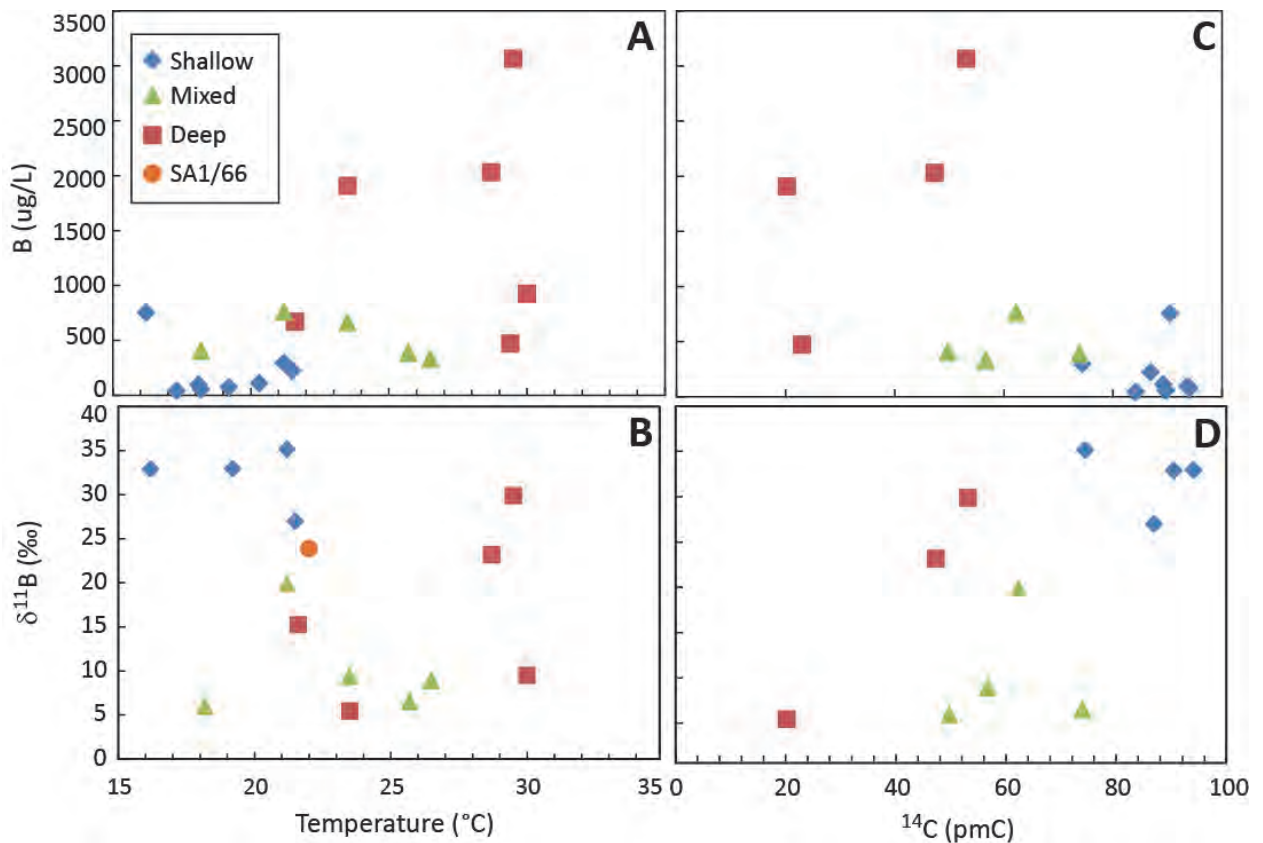 3500
3000
2500
2000
1500
1000
500
0
B (ug/L)
Shallow
Mixed
Deep
SA1/66
A
C
40
35
30
25
20
15
10
5
0
δ¹¹B (‰)
B
D
15 20 25 30 35
Temperature (°C)
0 20 40 60 80 100
¹⁴C (pmC)